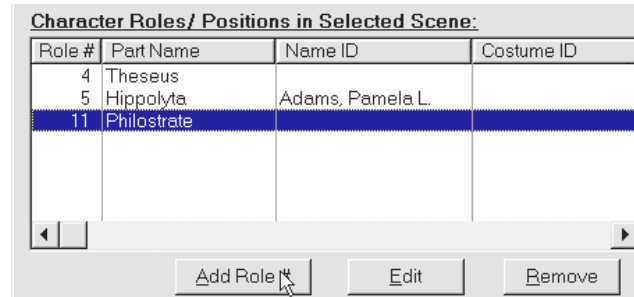 Character Roles/ Positions in Selected Scene:
Role # Part Name Name ID Costume ID
4 Theseus
5 Hippolyta Adams, Pamela L.
11 Philostrate
Add Role # Edit Remove